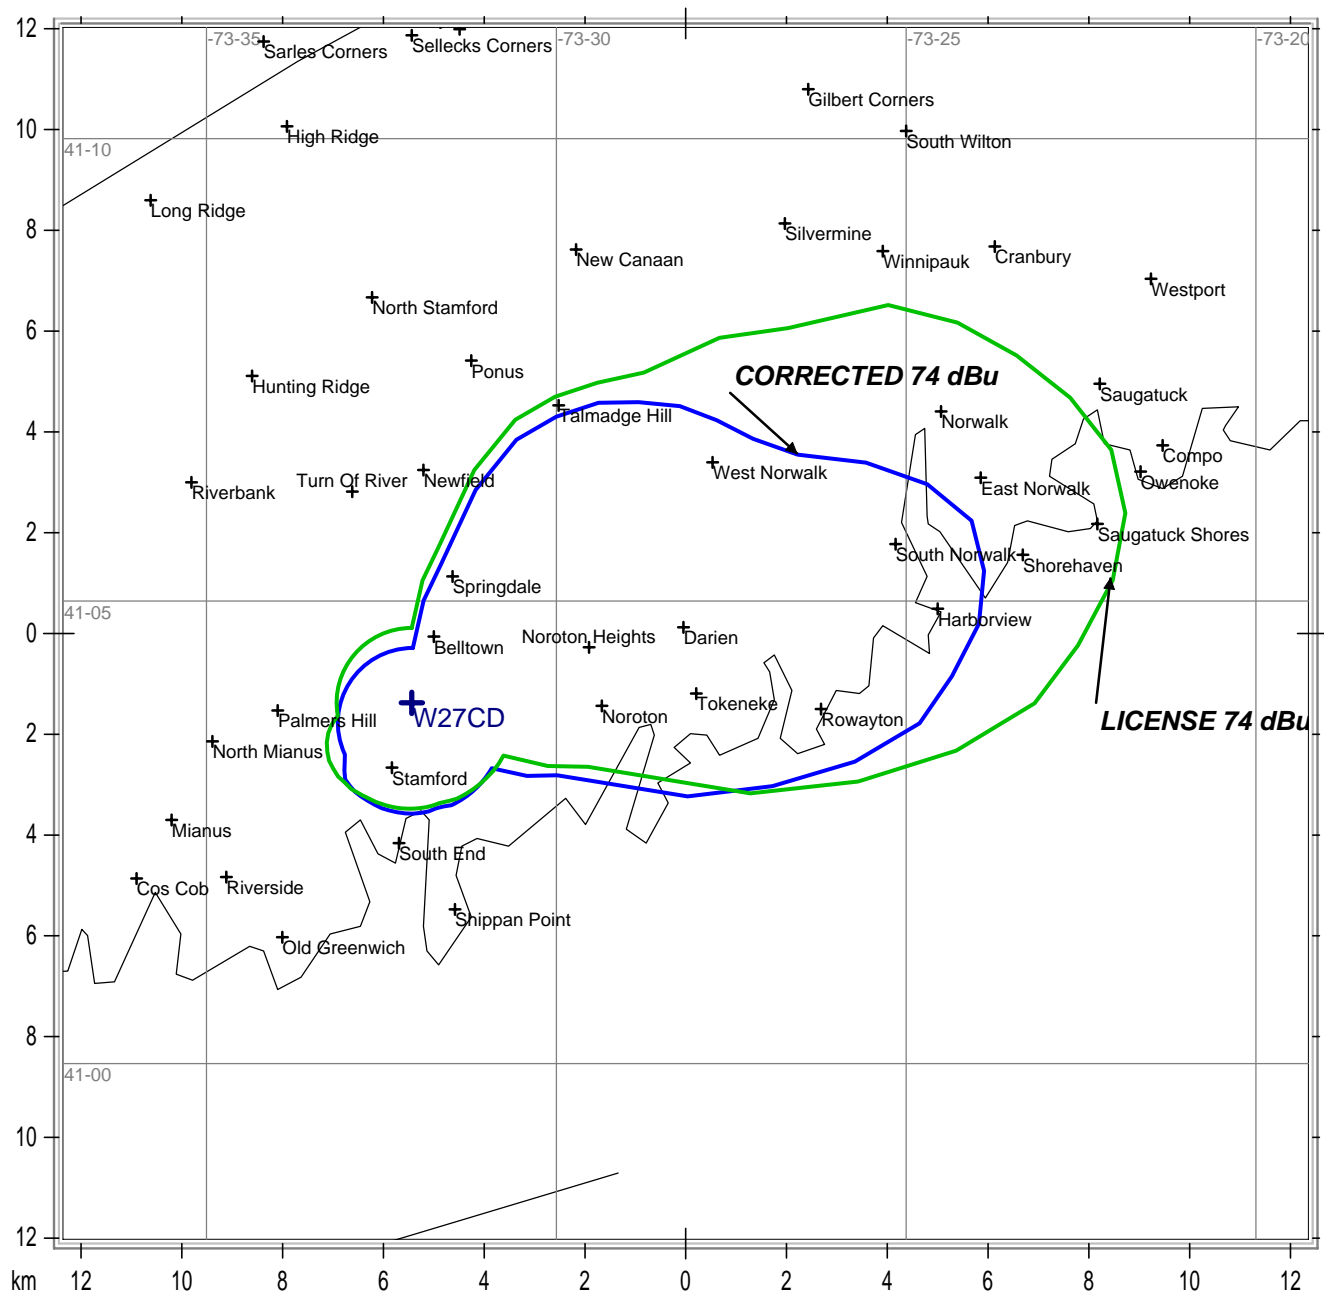 12
-73-35
-73-30
-73-25
-73-20
Sarles Corners
Sellecks Corners
Gilbert Corners
10
High Ridge
South Wilton
41-10
Long Ridge
8
Silvermine
New Canaan
Winnipauk
Cranbury
Westport
North Stamford
6
Ponus
CORRECTED 74 dBu
Hunting Ridge
Saugatuck
Talmadge Hill
Norwalk
4
Compo
West Norwalk
Turn Of River
Newfield
Owenoke
Riverbank
East Norwalk
2
Saugatuck Shores
South Norwalk
Shorehaven
Springdale
41-05
Harborview
0
Noroton Heights
Darien
Belltown
Tokeneke
W27CD
Noroton
Rowayton
Palmers Hill
LICENSE 74 dBu
2
North Mianus
Stamford
Mianus
4
South End
Cos Cob
Riverside
Shippan Point
6
Old Greenwich
8
41-00
10
12
km
12
10
8
6
4
2
0
2
4
6
8
10
12